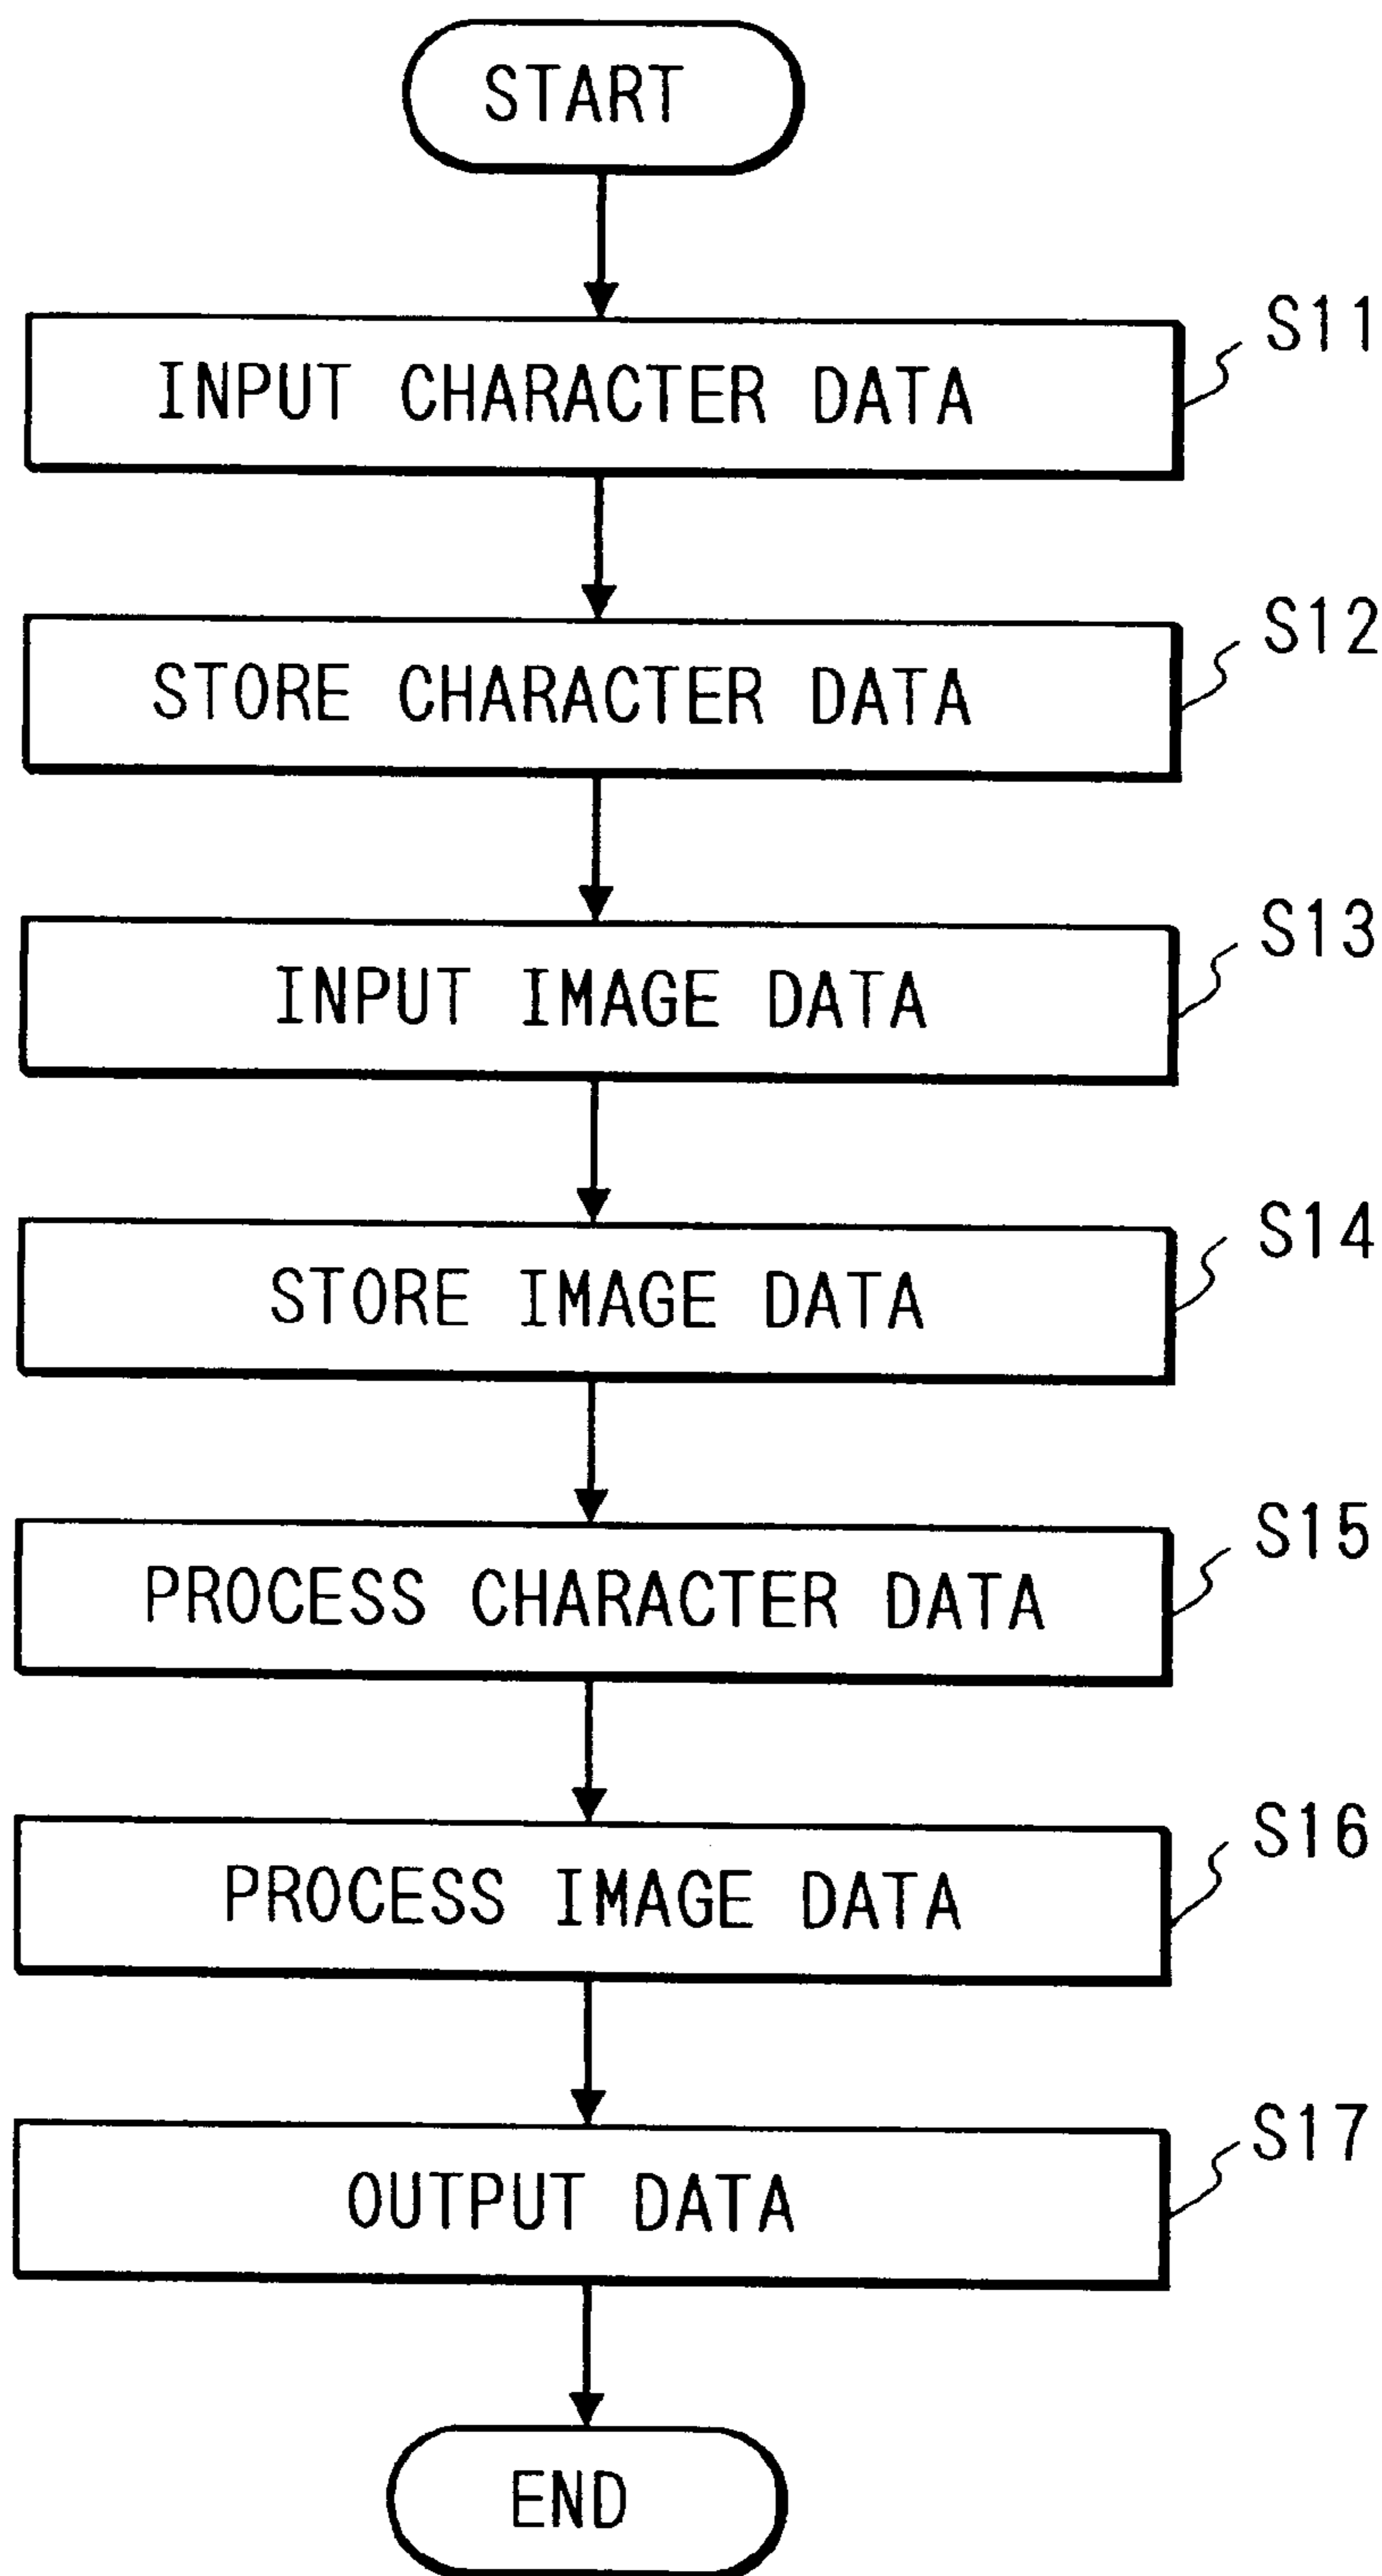 START
INPUT CHARACTER DATA
S11
STORE CHARACTER DATA
S12
INPUT IMAGE DATA
S13
STORE IMAGE DATA
S14
PROCESS CHARACTER DATA
S15
PROCESS IMAGE DATA
S16
OUTPUT DATA
S17
END